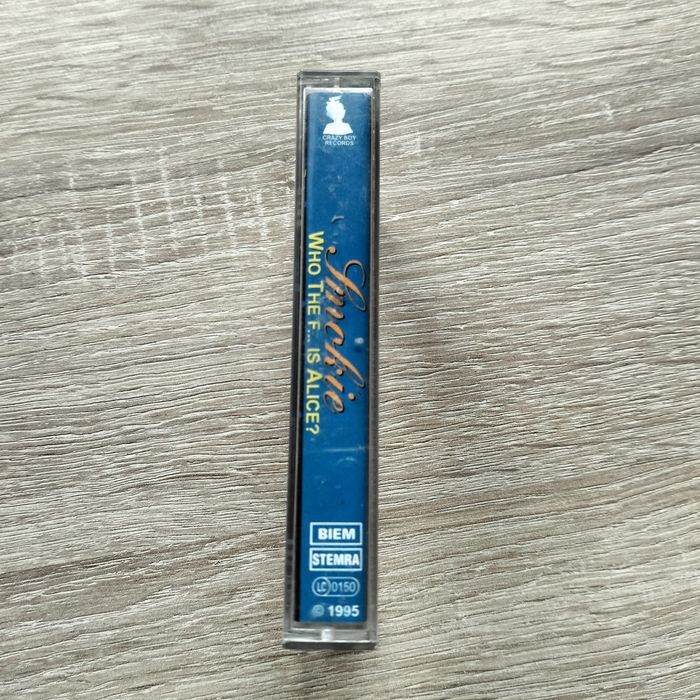 CRAZY BOY
RECORDS
Smokie
WHO THE F... IS ALICE?
BIEM
STEMRA
LC 0150
© 1995